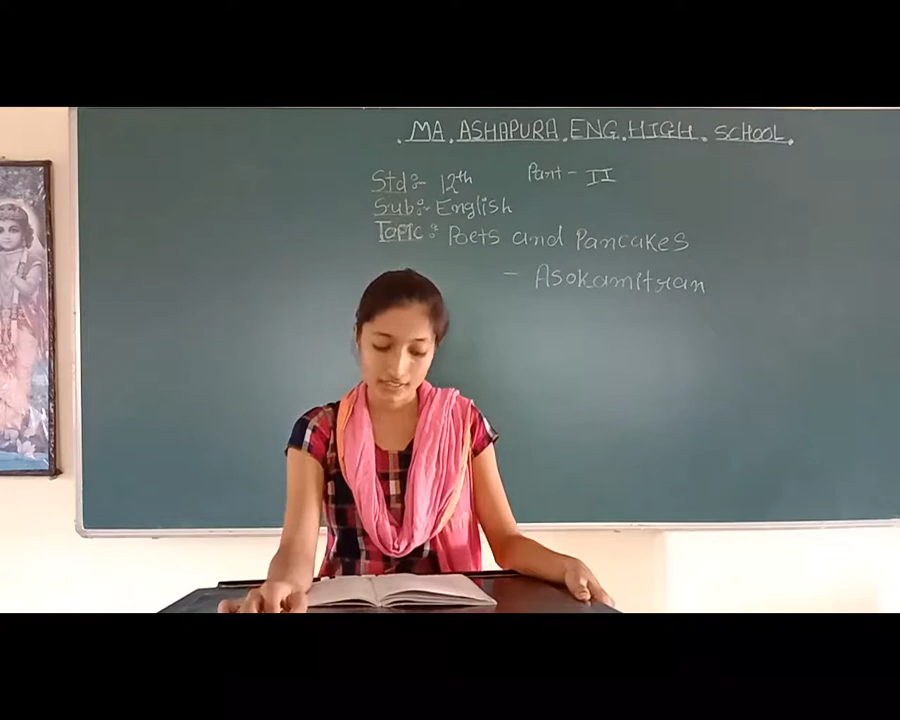 . MA . ASHAPURA . ENG . HIGH . SCHOOL .
Std :- 12th Part - II
Sub :- English
Topic : Poets and Pancakes
- Asokamitran